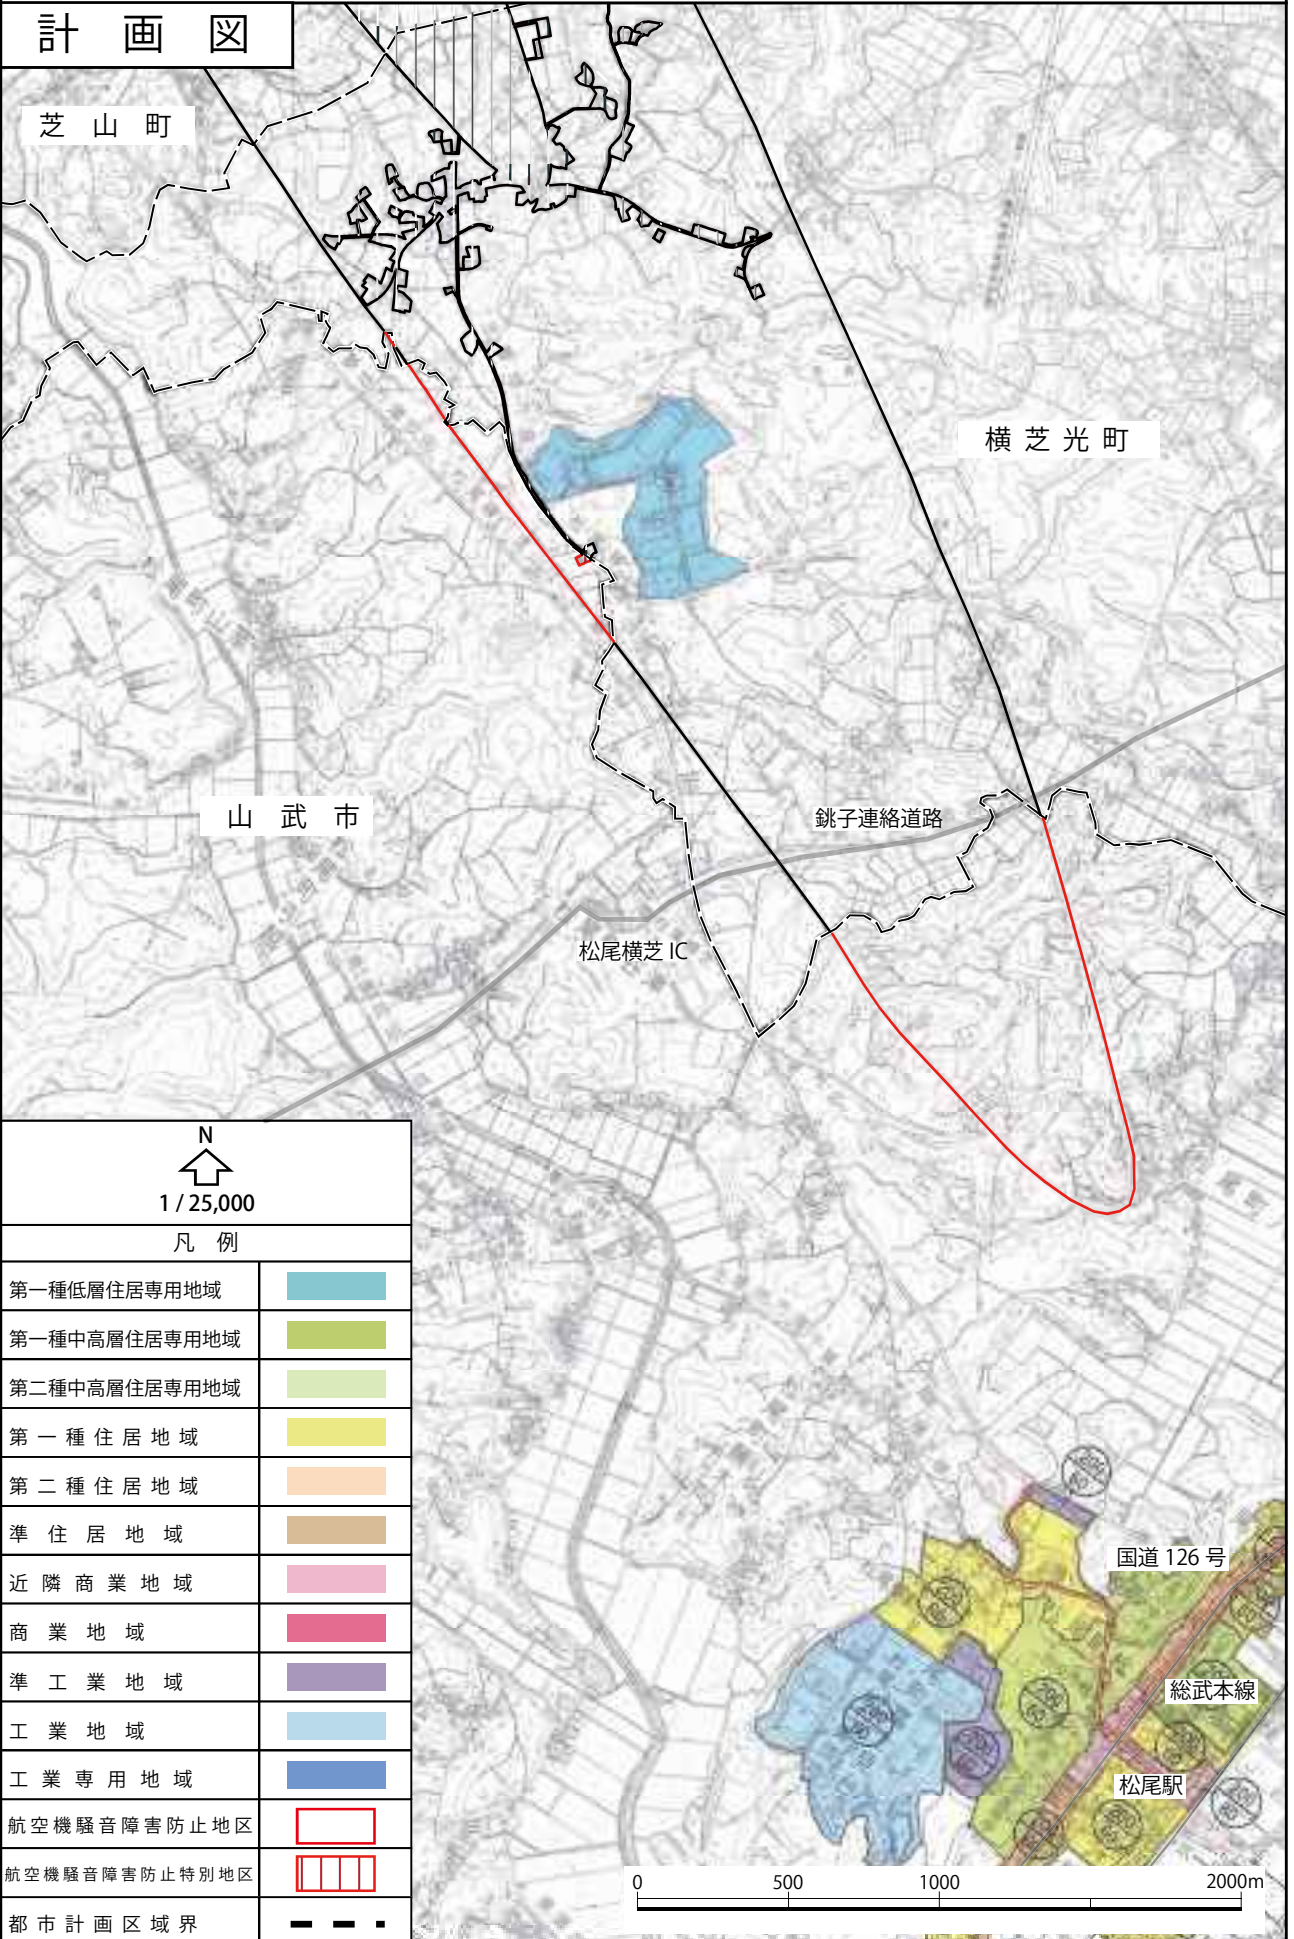 計画図
芝山町
横芝光町
山武市
銚子連絡道路
松尾横芝 IC
N
1 / 25,000
凡例
第一種低層住居専用地域
第一種中高層住居専用地域
第二種中高層住居専用地域
第一種住居地域
第二種住居地域
準住居地域
近隣商業地域
商業地域
準工業地域
工業地域
工業専用地域
航空機騒音障害防止地区
航空機騒音障害防止特別地区
都市計画区域界
国道 126 号
総武本線
松尾駅
0 500 1000 2000m